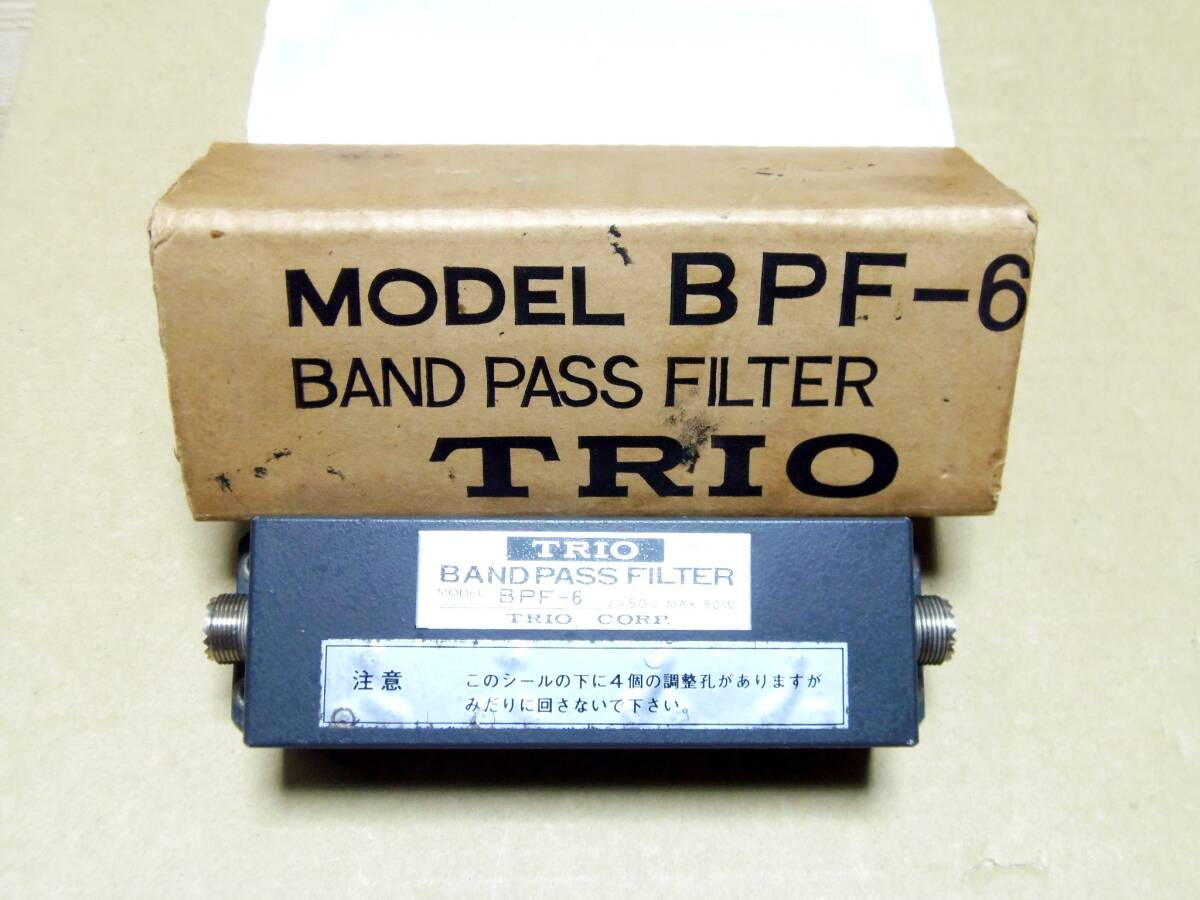 MODEL BPF-6
BAND PASS FILTER
TRIO
TRIO
BAND PASS FILTER
MODEL BPF-6 Z=50Ω MAX 50W
TRIO CORP.
注意 このシールの下に4個の調整孔がありますが
みだりに回さないで下さい。